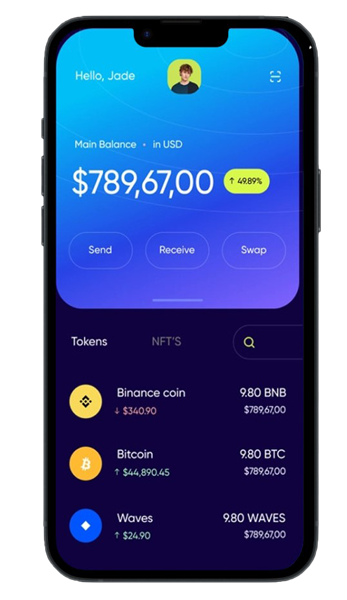 Hello, Jade
Main Balance • in USD
$789,67,00 ↑ 49.89%
Send Receive Swap
Tokens NFT'S
Binance coin 9.80 BNB
↓ $340.90 $789,67,00
Bitcoin 9.80 BTC
↑ $44,890.45 $789,67,00
Waves 9.80 WAVES
↑ $24.90 $789,67,00